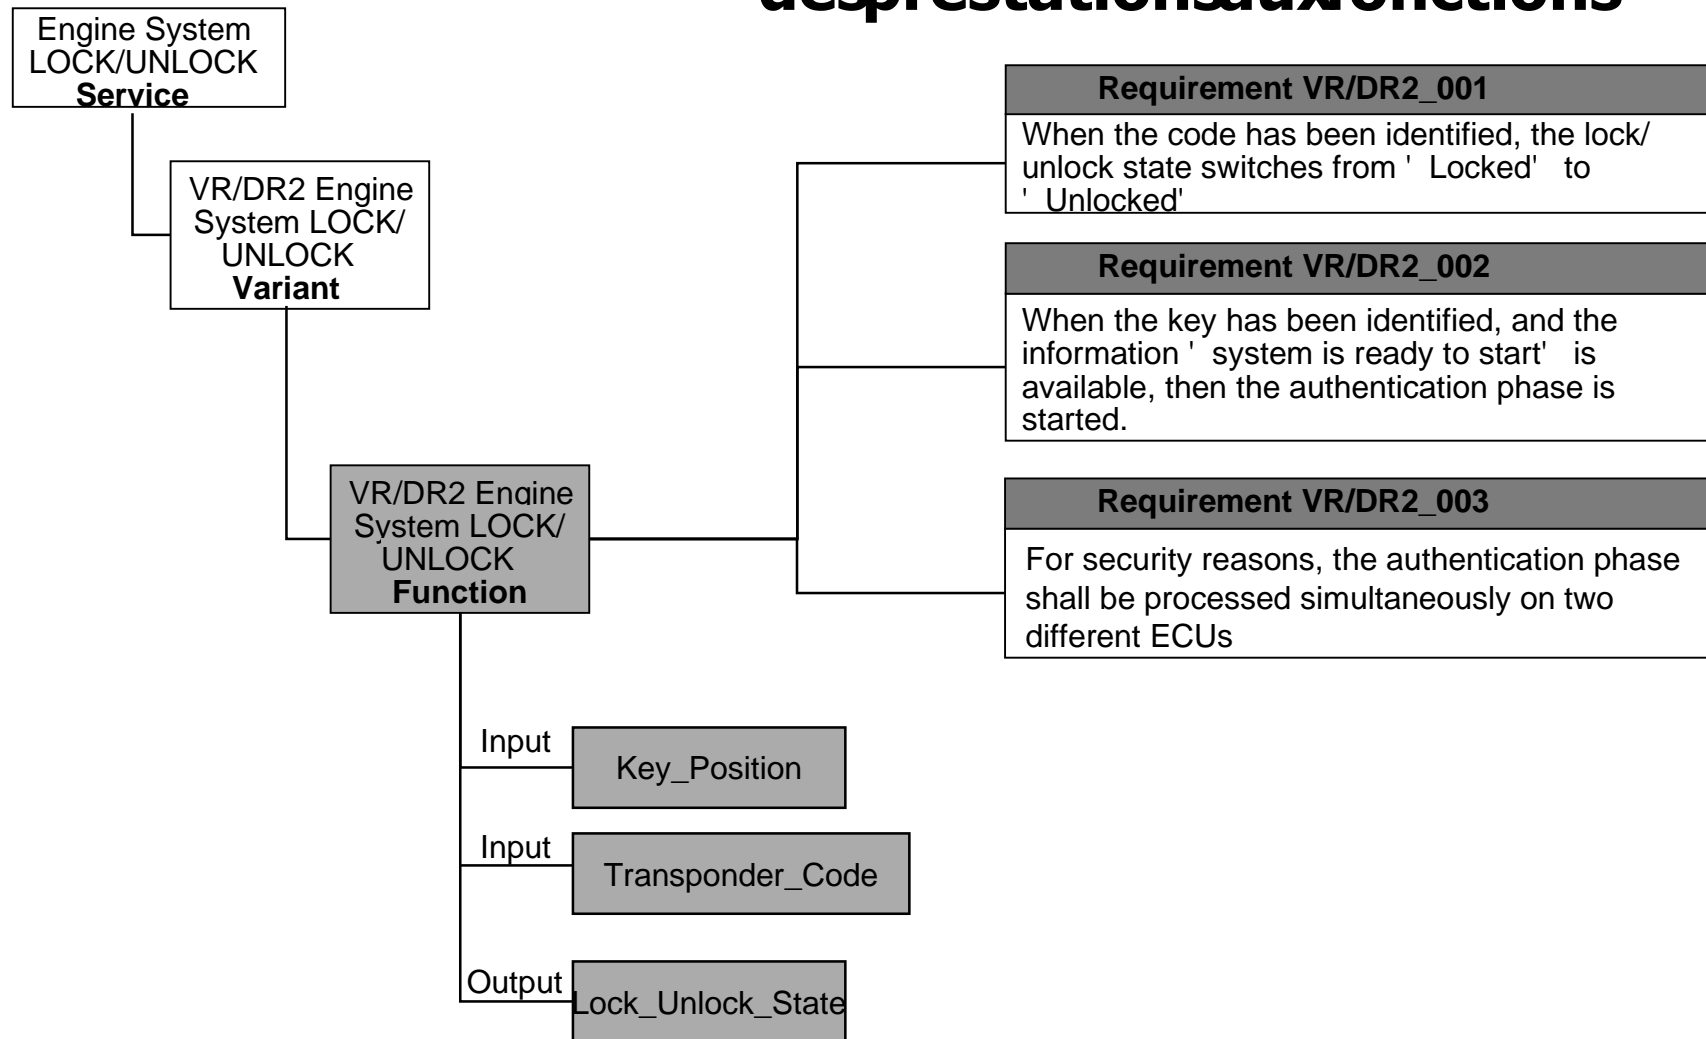 des prestations aux fonctions
Engine System
LOCK/UNLOCK
Service
VR/DR2 Engine
System LOCK/
UNLOCK
Variant
VR/DR2 Engine
System LOCK/
UNLOCK
Function
Requirement VR/DR2_001
When the code has been identified, the lock/
unlock state switches from ' Locked' to
' Unlocked'
Requirement VR/DR2_002
When the key has been identified, and the
information ' system is ready to start' is
available, then the authentication phase is
started.
Requirement VR/DR2_003
For security reasons, the authentication phase
shall be processed simultaneously on two
different ECUs
Input
Key_Position
Input
Transponder_Code
Output
Lock_Unlock_State